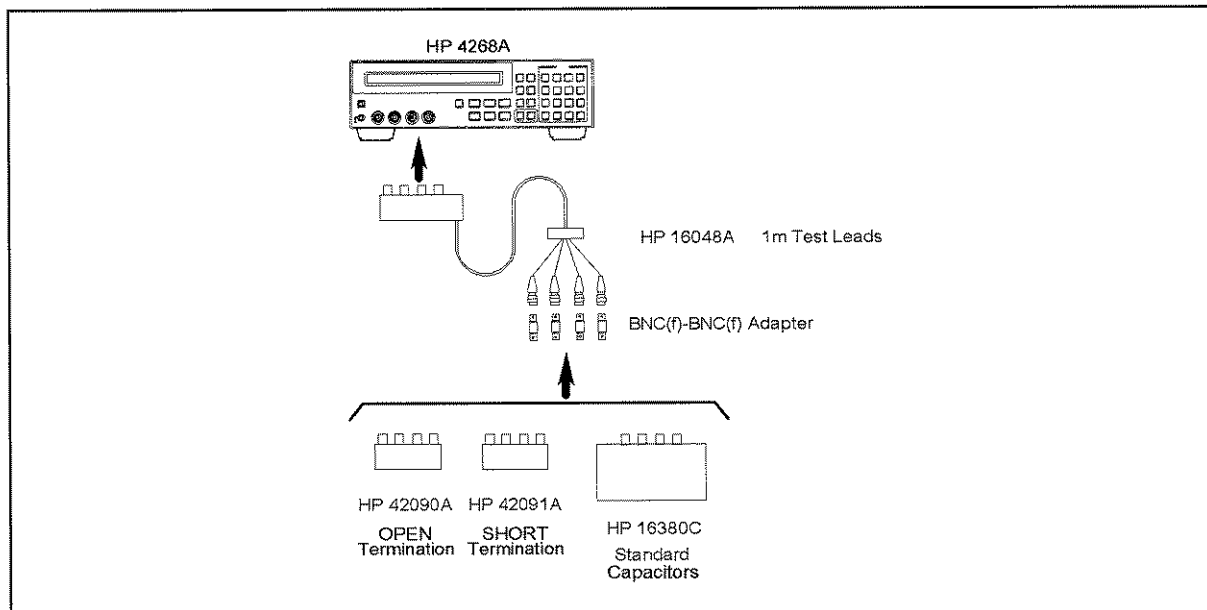 HP 4268A
HP 16048A 1m Test Leads
BNC(f)-BNC(f) Adapter
HP 42090A
OPEN
Termination
HP 42091A
SHORT
Termination
HP 16380C
Standard
Capacitors